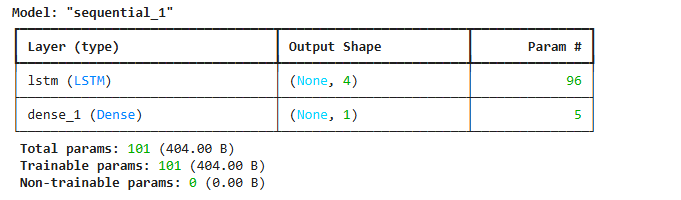 Model: "sequential_1"
Layer (type) Output Shape Param #
lstm (LSTM) (None, 4) 96
dense_1 (Dense) (None, 1) 5
Total params: 101 (404.00 B)
Trainable params: 101 (404.00 B)
Non-trainable params: 0 (0.00 B)